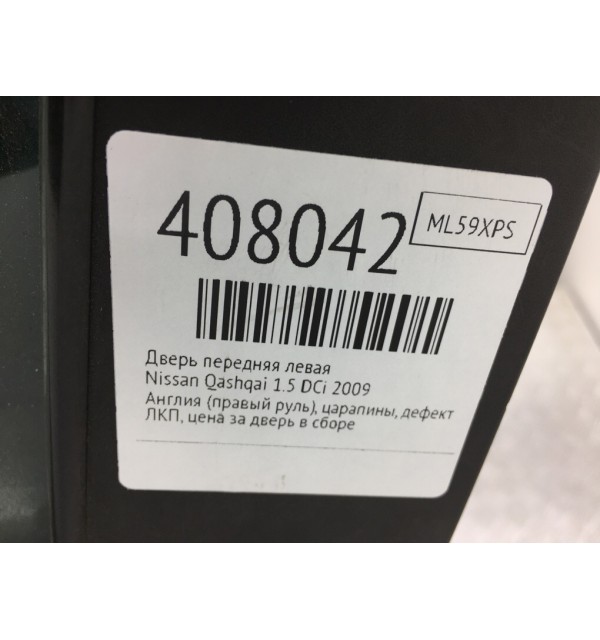 408042
ML59XPS
Дверь передняя левая
Nissan Qashqai 1.5 DCi 2009
Англия (правый руль), царапины, дефект
ЛКП, цена за дверь в сборе